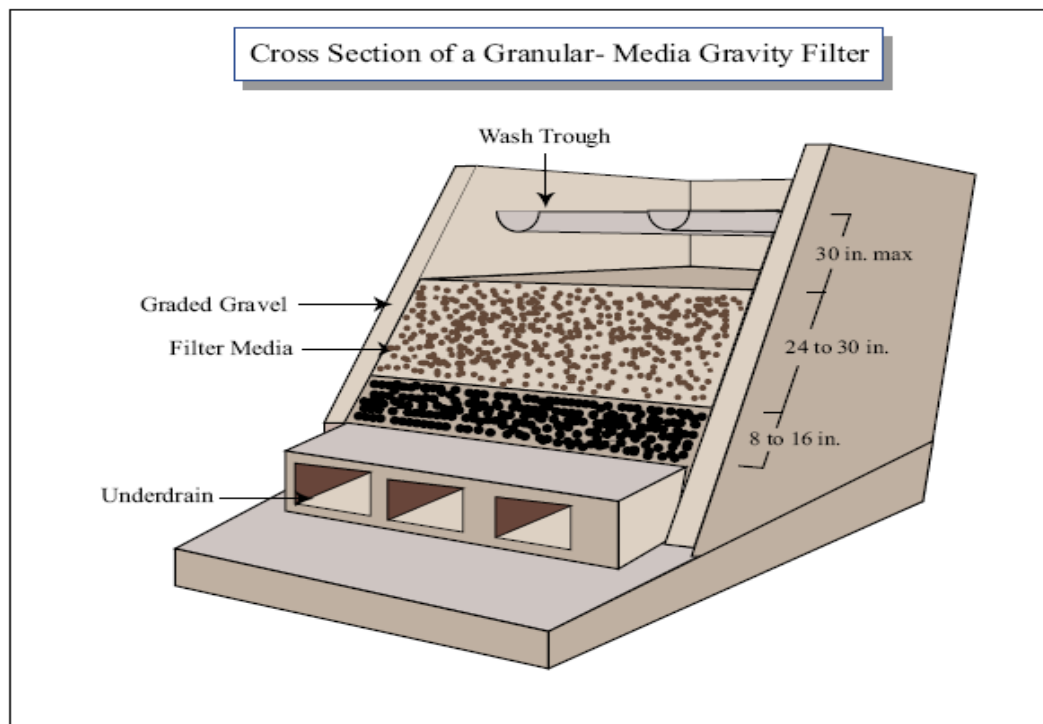 Cross Section of a Granular- Media Gravity Filter
Wash Trough
30 in. max
Graded Gravel
Filter Media
24 to 30 in.
8 to 16 in.
Underdrain